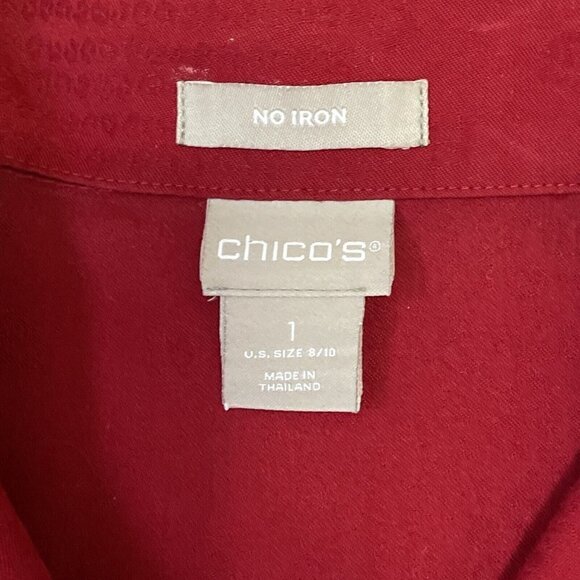 NO IRON
chico's®
1
U.S. SIZE 8/10
MADE IN
THAILAND